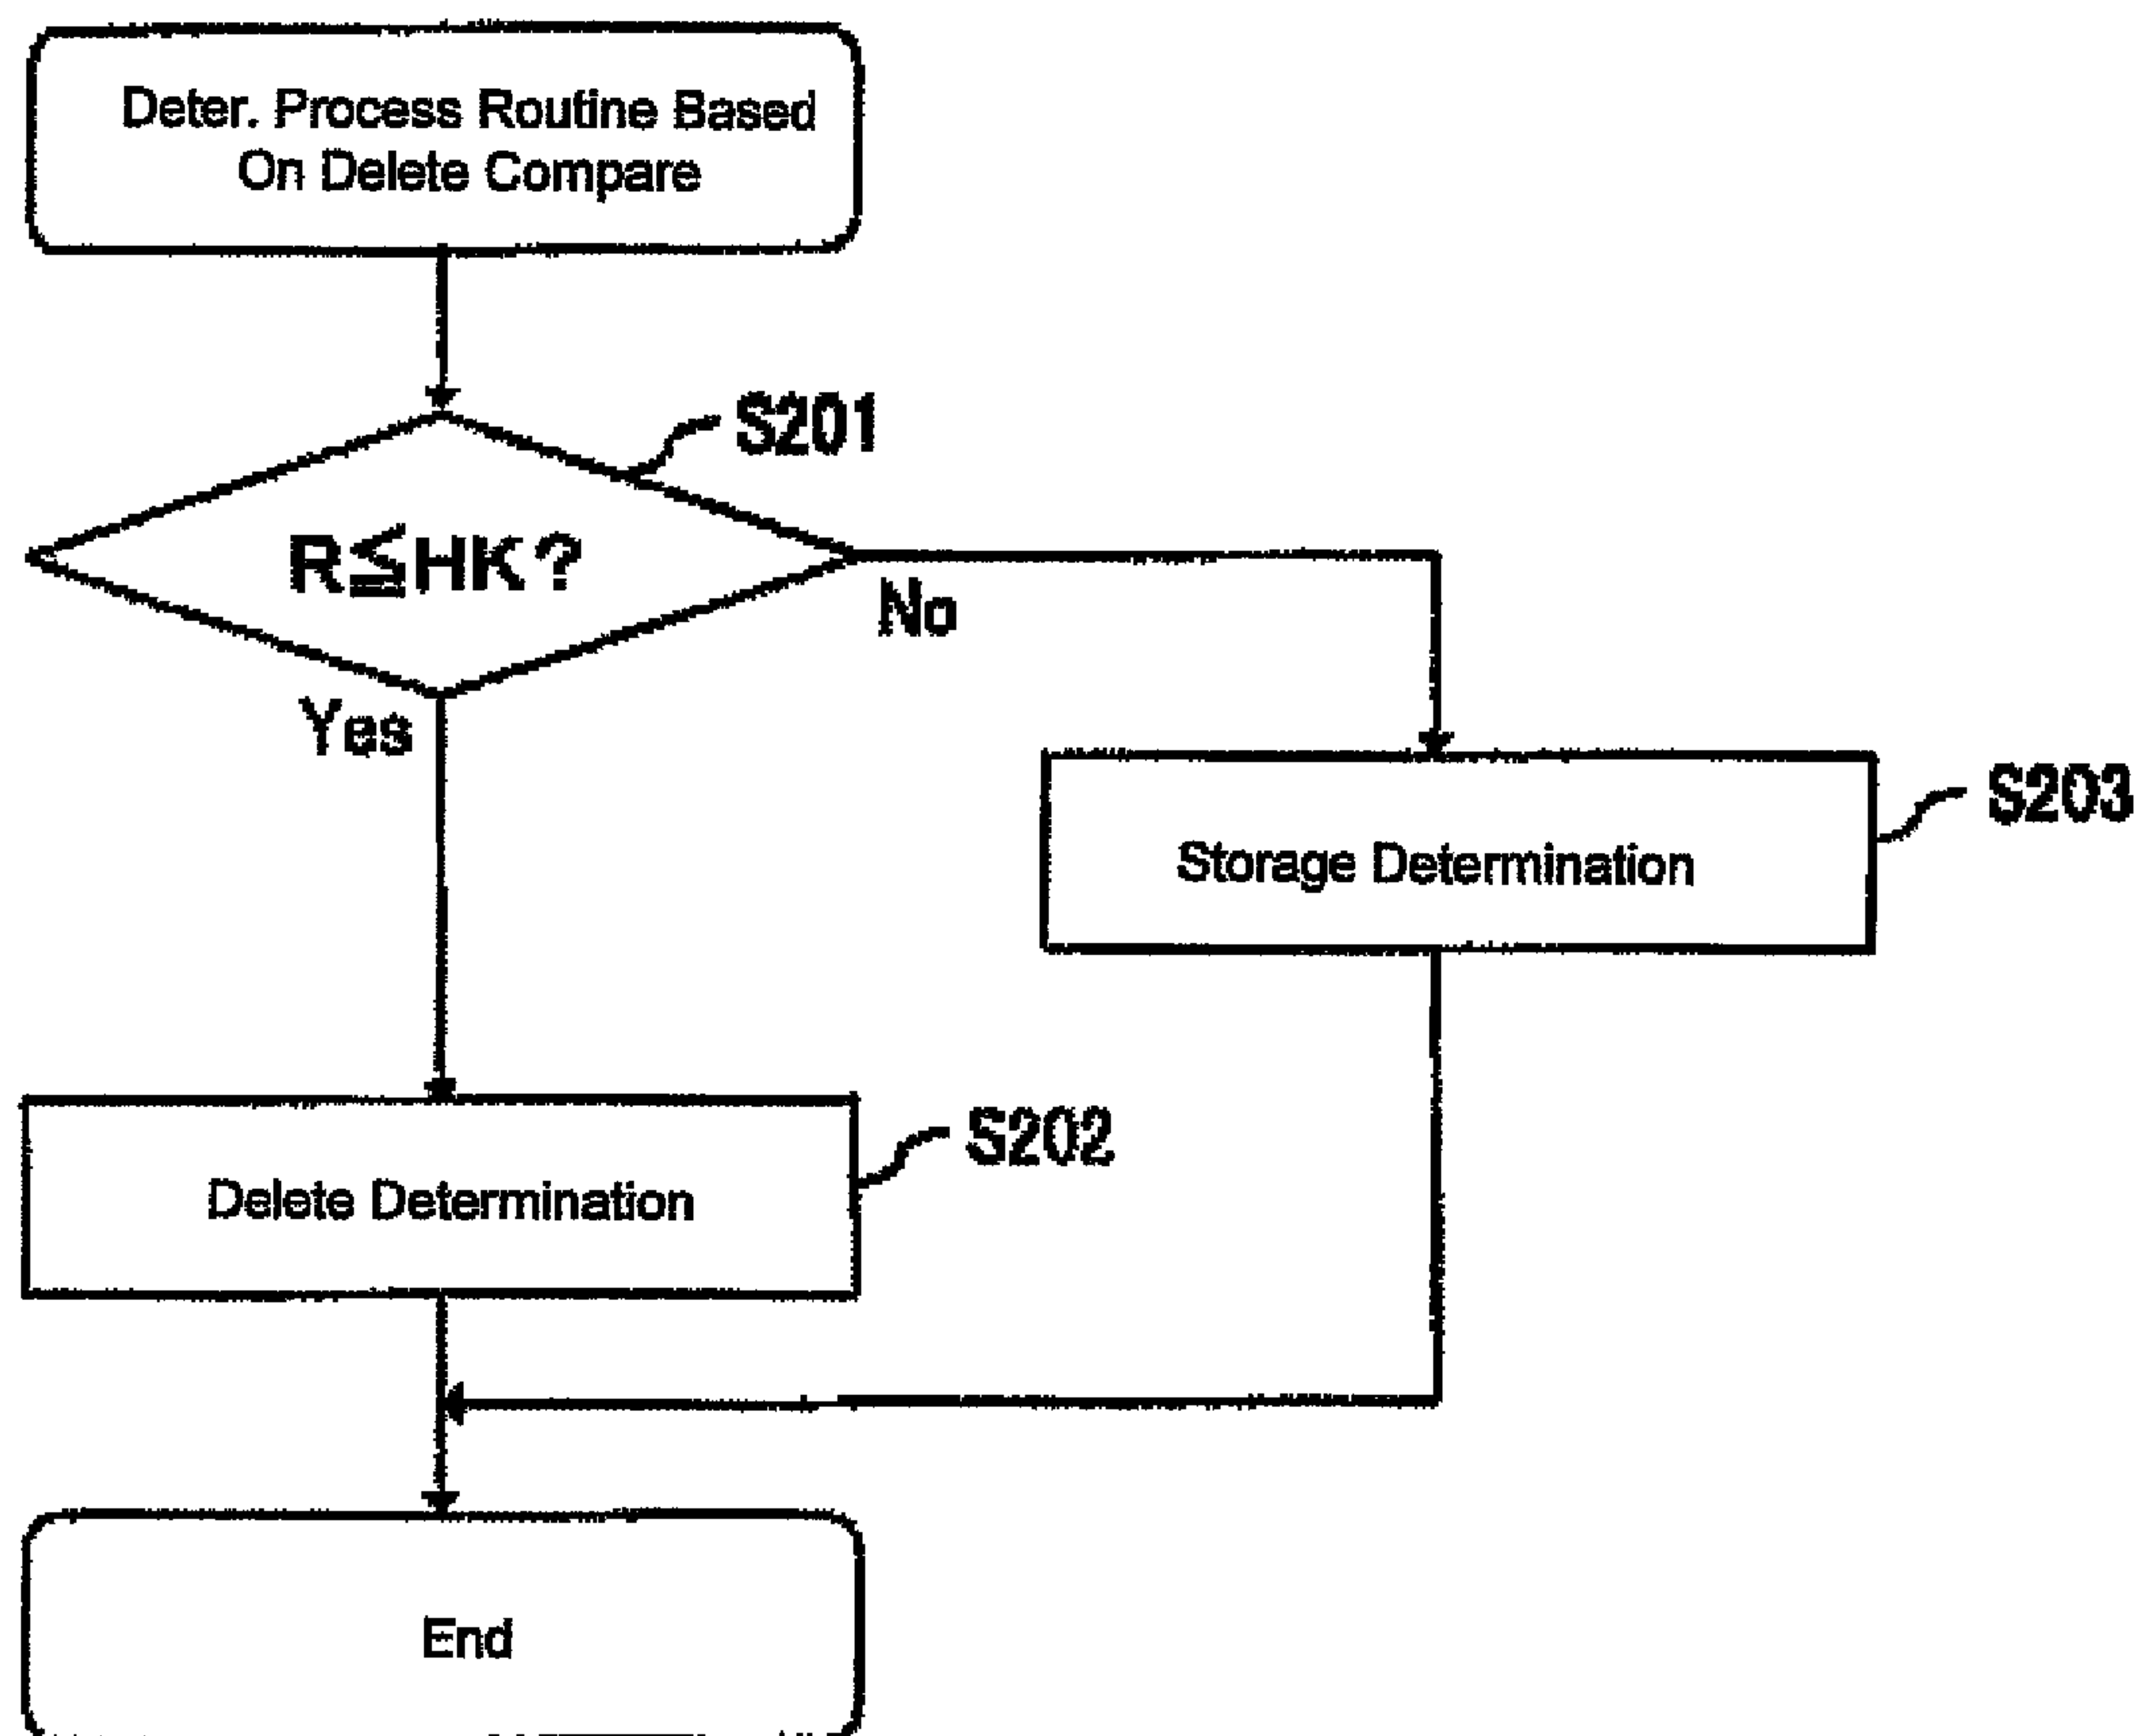 Deter. Process Routine Based
On Delete Compare
S201
R≦HK?
No
Yes
S203
Storage Determination
S202
Delete Determination
End